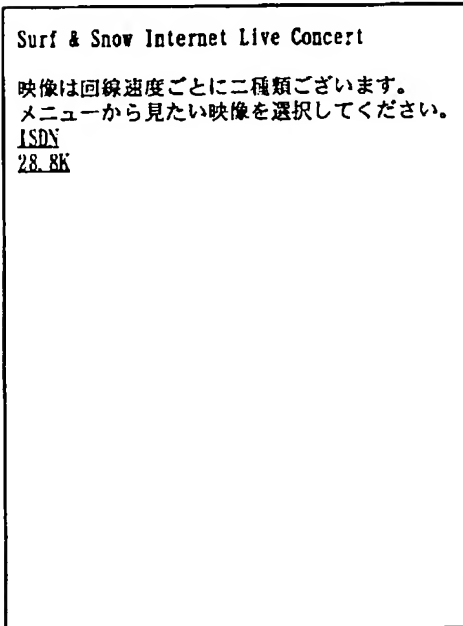 Surf & Snow Internet Live Concert
映像は回線速度ごとに二種類ございます。
メニューから見たい映像を選択してください。
ISDN
28.8K